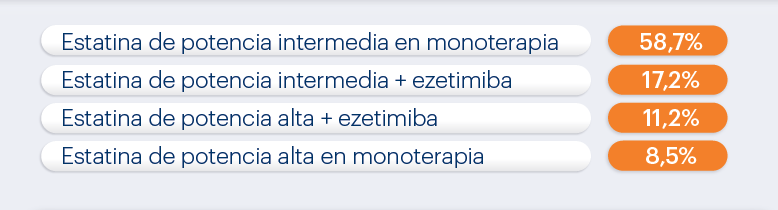 Estatina de potencia intermedia en monoterapia 58,7%
Estatina de potencia intermedia + ezetimiba 17,2%
Estatina de potencia alta + ezetimiba 11,2%
Estatina de potencia alta en monoterapia 8,5%